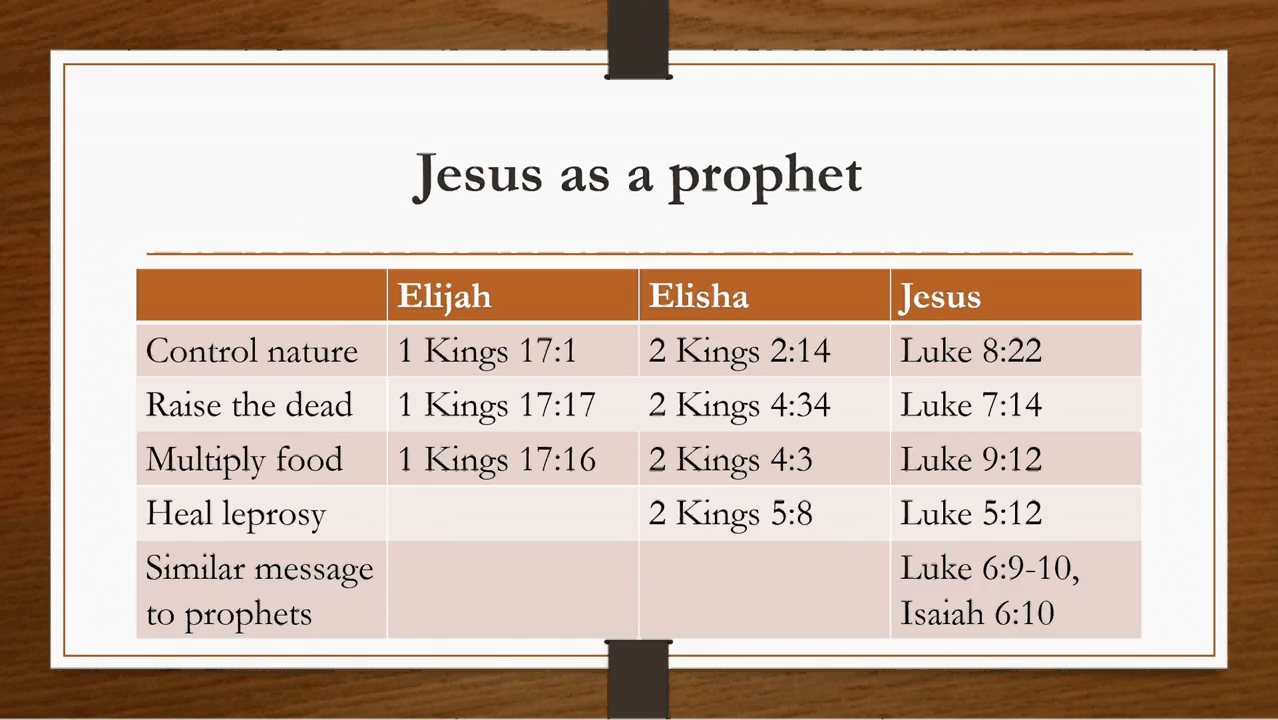 Jesus as a prophet
Elijah Elisha Jesus
Control nature 1 Kings 17:1 2 Kings 2:14 Luke 8:22
Raise the dead 1 Kings 17:17 2 Kings 4:34 Luke 7:14
Multiply food 1 Kings 17:16 2 Kings 4:3 Luke 9:12
Heal leprosy 2 Kings 5:8 Luke 5:12
Similar message Luke 6:9-10,
to prophets Isaiah 6:10